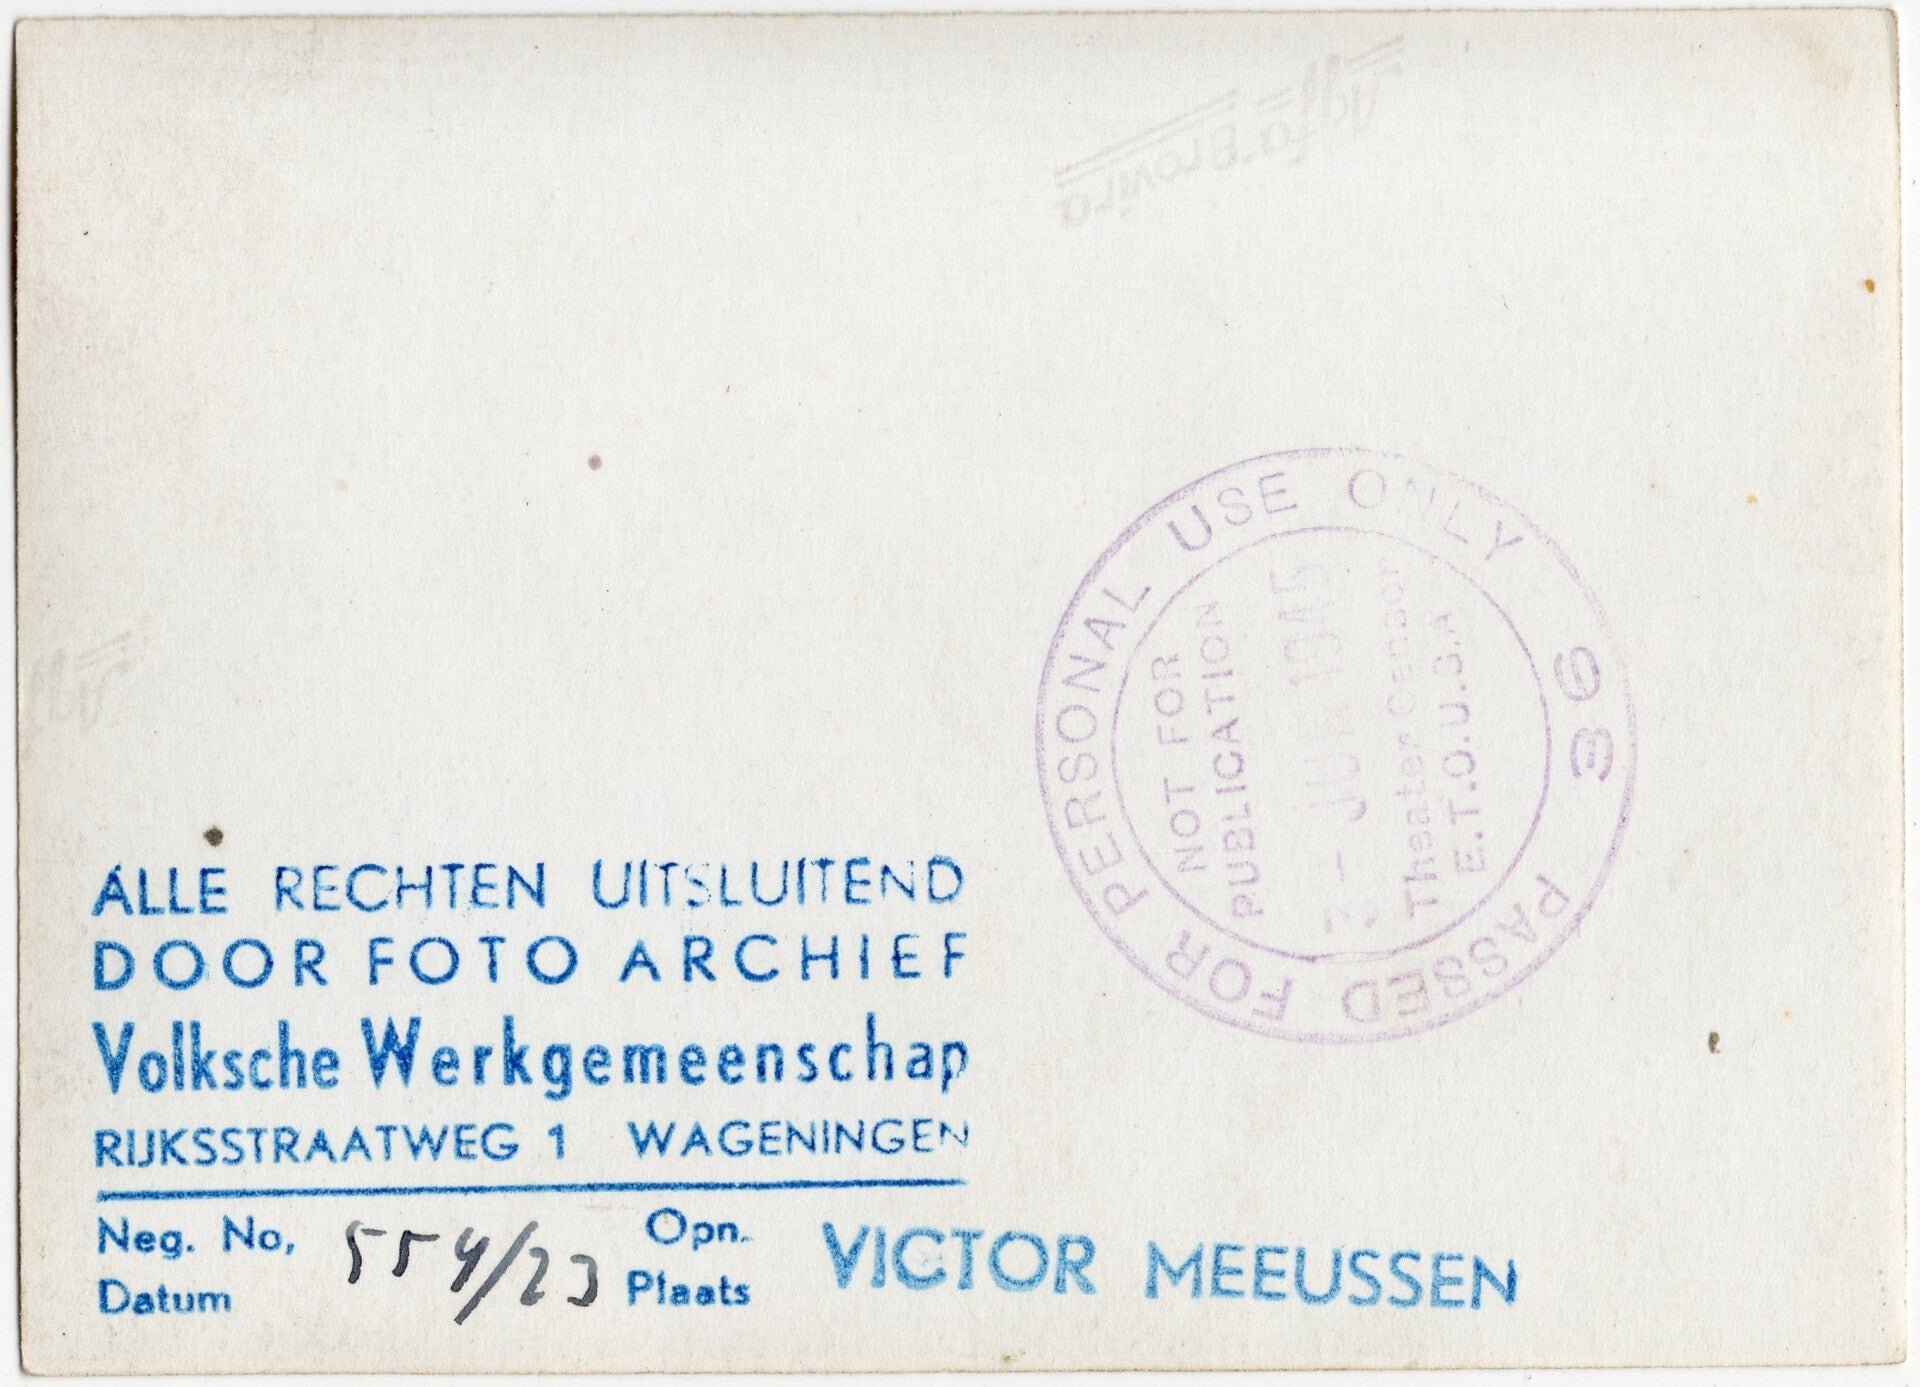 Agfa Brovira
Agf
PASSED FOR PERSONAL USE ONLY 36
NOT FOR
PUBLICATION
1945
Theater Censor
E.T.O.U.S.A
ALLE RECHTEN UITSLUITEND
DOOR FOTO ARCHIEF
Volksche Werkgemeenschap
RIJKSSTRAATWEG 1 WAGENINGEN
Neg. No, 554/23 Opn.
Datum Plaats
VICTOR MEEUSSEN